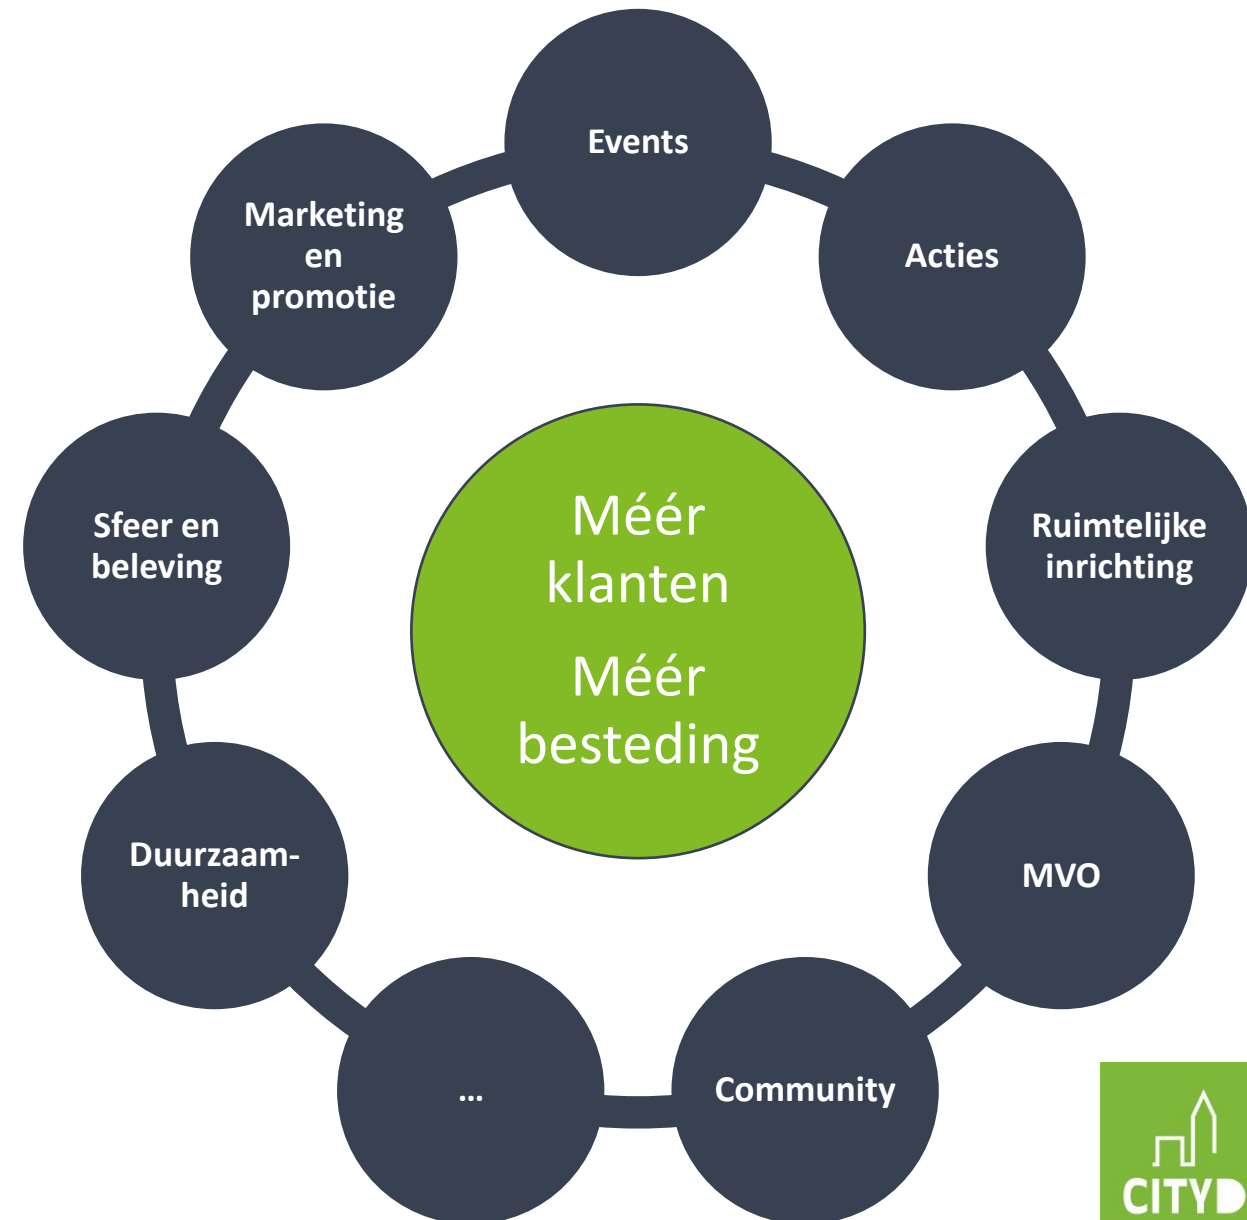 Events
Marketing
en
promotie
Acties
Méér
klanten
Méér
besteding
Sfeer en
beleving
Ruimtelijke
inrichting
Duurzaam-
heid
MVO
...
Community
CITYD